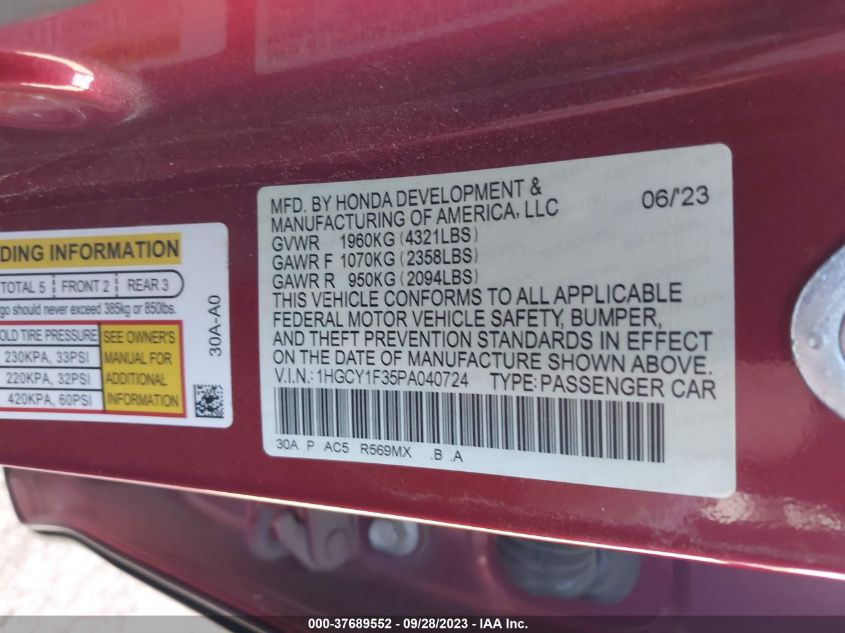 DING INFORMATION
TOTAL 5 FRONT 2 REAR 3
go should never exceed 385kg or 850lbs.
OLD TIRE PRESSURE
230KPA, 33PSI
220KPA, 32PSI
420KPA, 60PSI
SEE OWNER'S
MANUAL FOR
ADDITIONAL
INFORMATION
30A-A0
MFD. BY HONDA DEVELOPMENT & 06/'23
MANUFACTURING OF AMERICA, LLC
GVWR 1960KG (4321LBS)
GAWR F 1070KG (2358LBS)
GAWR R 950KG (2094LBS)
THIS VEHICLE CONFORMS TO ALL APPLICABLE
FEDERAL MOTOR VEHICLE SAFETY, BUMPER,
AND THEFT PREVENTION STANDARDS IN EFFECT
ON THE DATE OF MANUFACTURE SHOWN ABOVE.
V.I.N.: 1HGCY1F35PA040724 TYPE: PASSENGER CAR
30A P AC5 R569MX .B .A
000-37689552 / 09/28/2023 / IAA Inc.